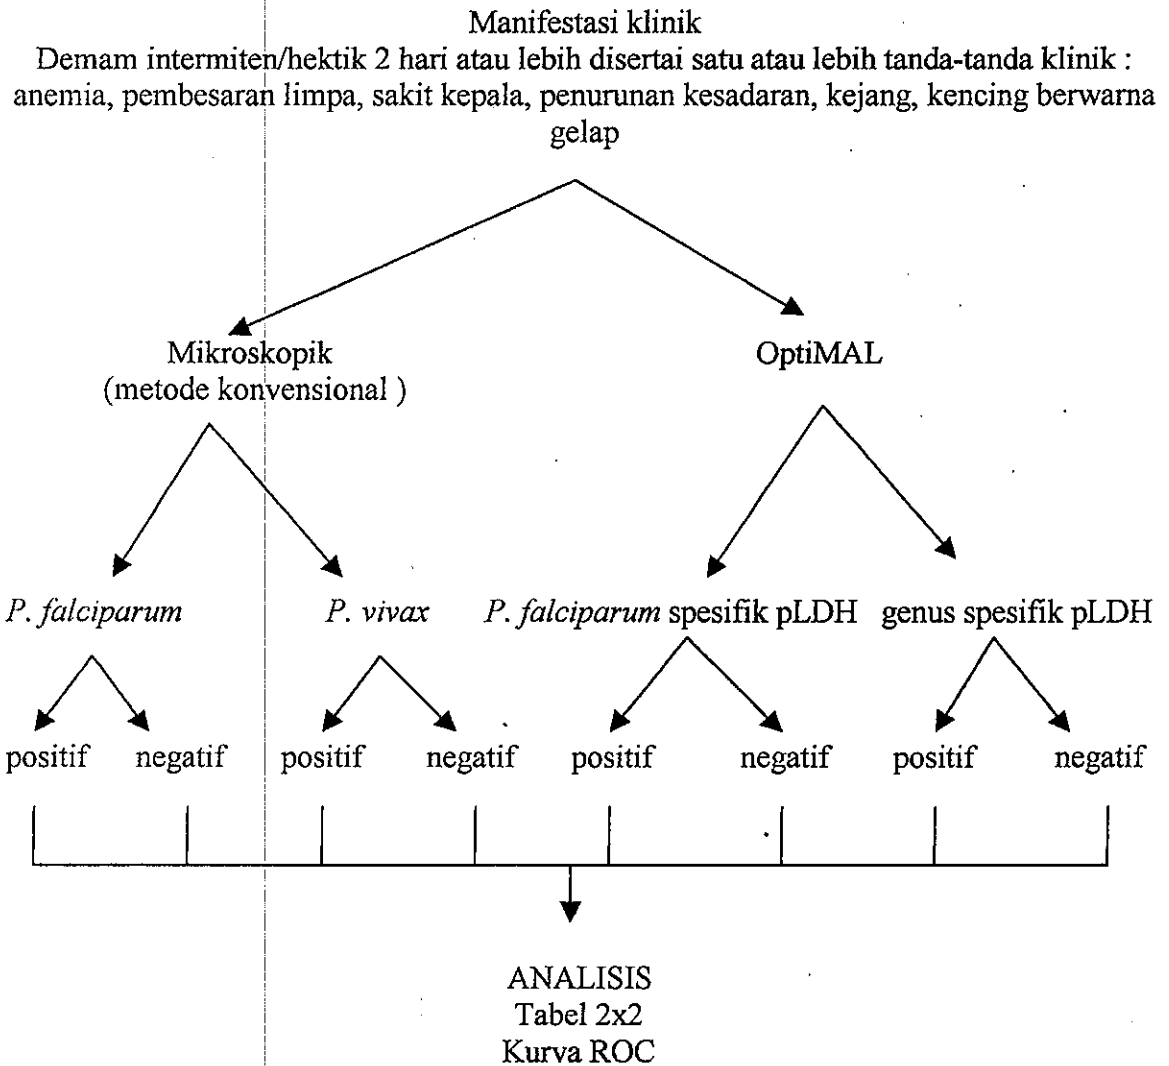 Manifestasi klinik
Demam intermiten/hektik 2 hari atau lebih disertai satu atau lebih tanda-tanda klinik :
anemia, pembesaran limpa, sakit kepala, penurunan kesadaran, kejang, kencing berwarna
gelap
Mikroskopik
(metode konvensional )
OptiMAL
P. falciparum
P. vivax
P. falciparum spesifik pLDH
genus spesifik pLDH
positif negatif positif negatif positif negatif positif negatif
ANALISIS
Tabel 2x2
Kurva ROC